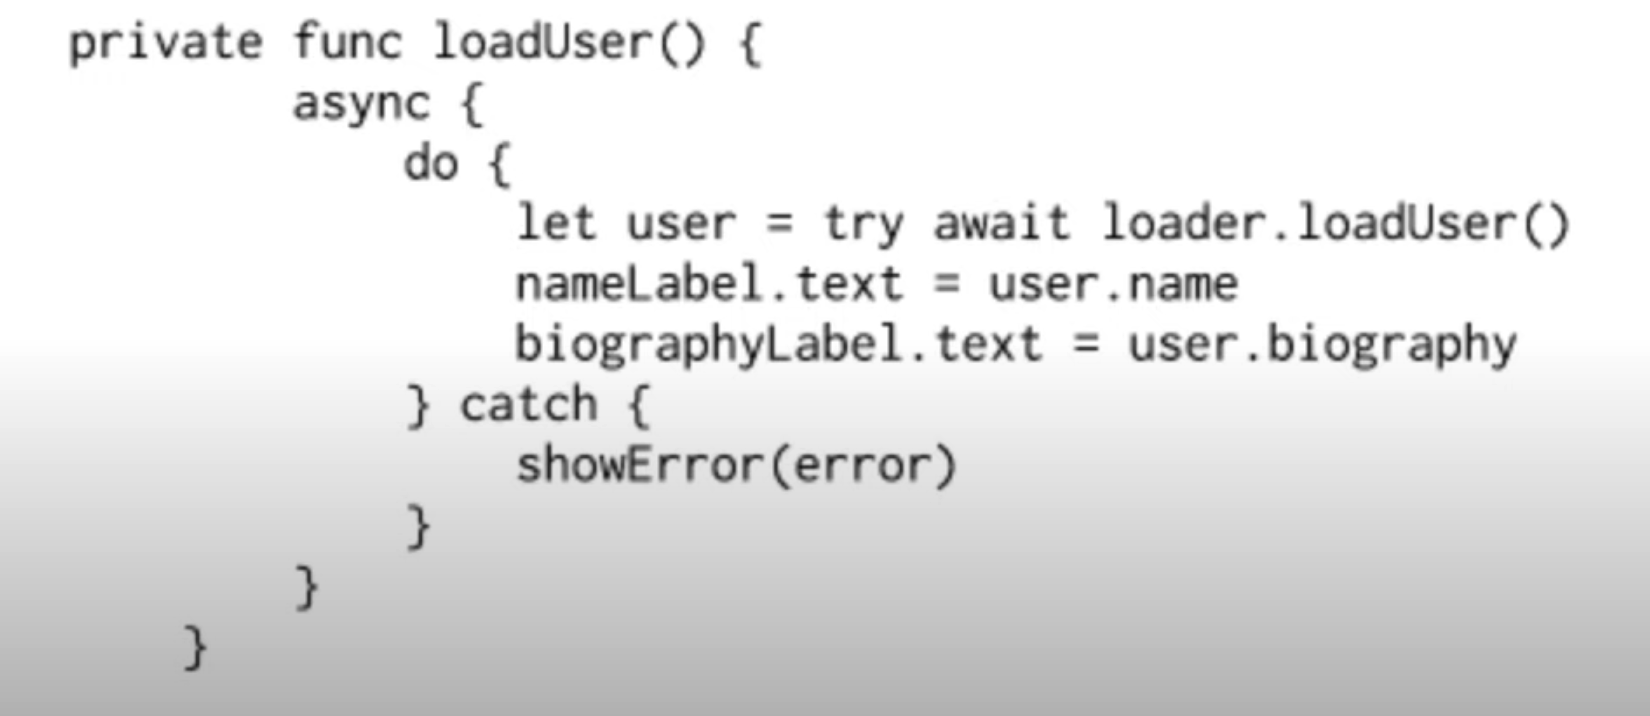 private func loadUser() {
async {
do {
let user = try await loader.loadUser()
nameLabel.text = user.name
biographyLabel.text = user.biography
} catch {
showError(error)
}
}
}